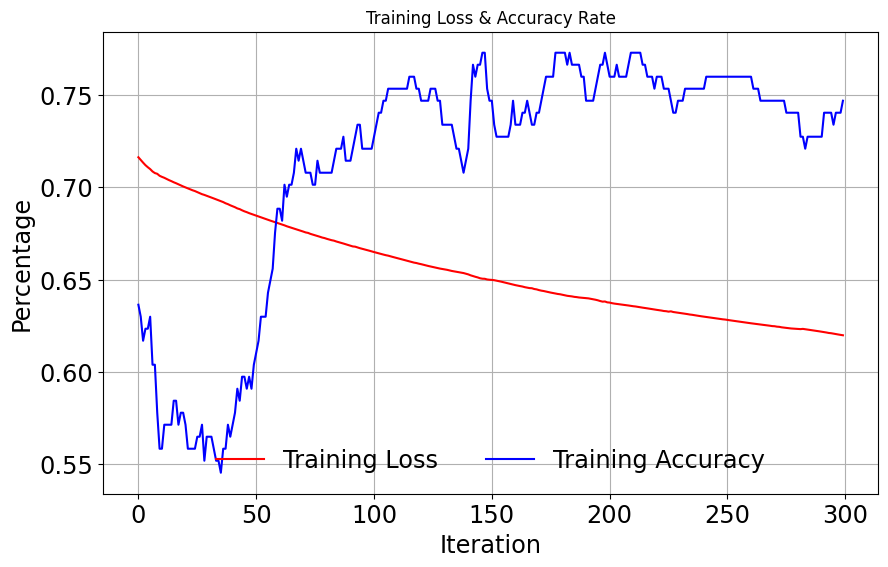 Training Loss & Accuracy Rate
Percentage
0.75
0.70
0.65
0.60
0.55
Training Loss
Training Accuracy
0 50 100 150 200 250 300
Iteration